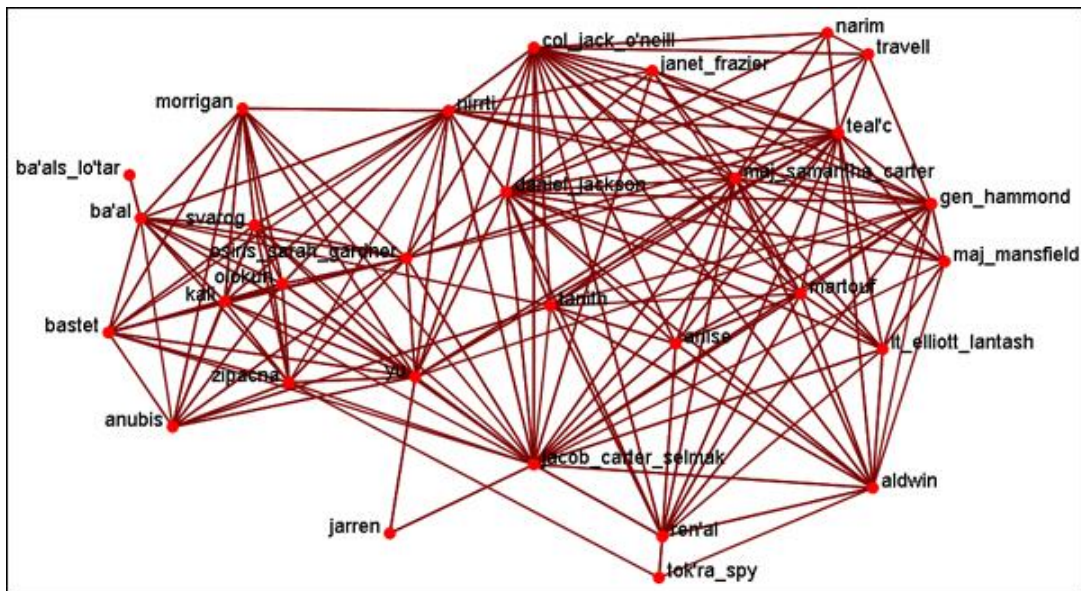 narim
col_jack_o'neill
travell
janet_frazier
morrigan
nirrti
teal'c
ba'als_lo'tar
maj_samantha_carter
daniel_jackson
gen_hammond
ba'al
svarog
osiris_sarah_gardner
maj_mansfield
olokun
kali
tanith
martouf
bastet
anise
lt_elliott_lantash
zipacna
yu
anubis
jacob_carter_selmak
aldwin
jarren
ren'al
tok'ra_spy